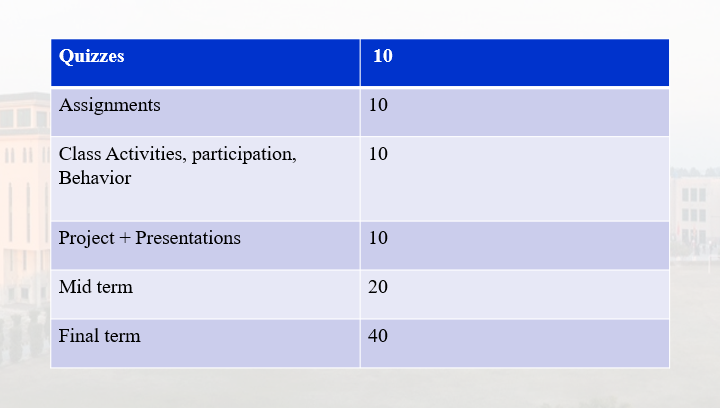 Quizzes 10
Assignments 10
Class Activities, participation, 10
Behavior
Project + Presentations 10
Mid term 20
Final term 40